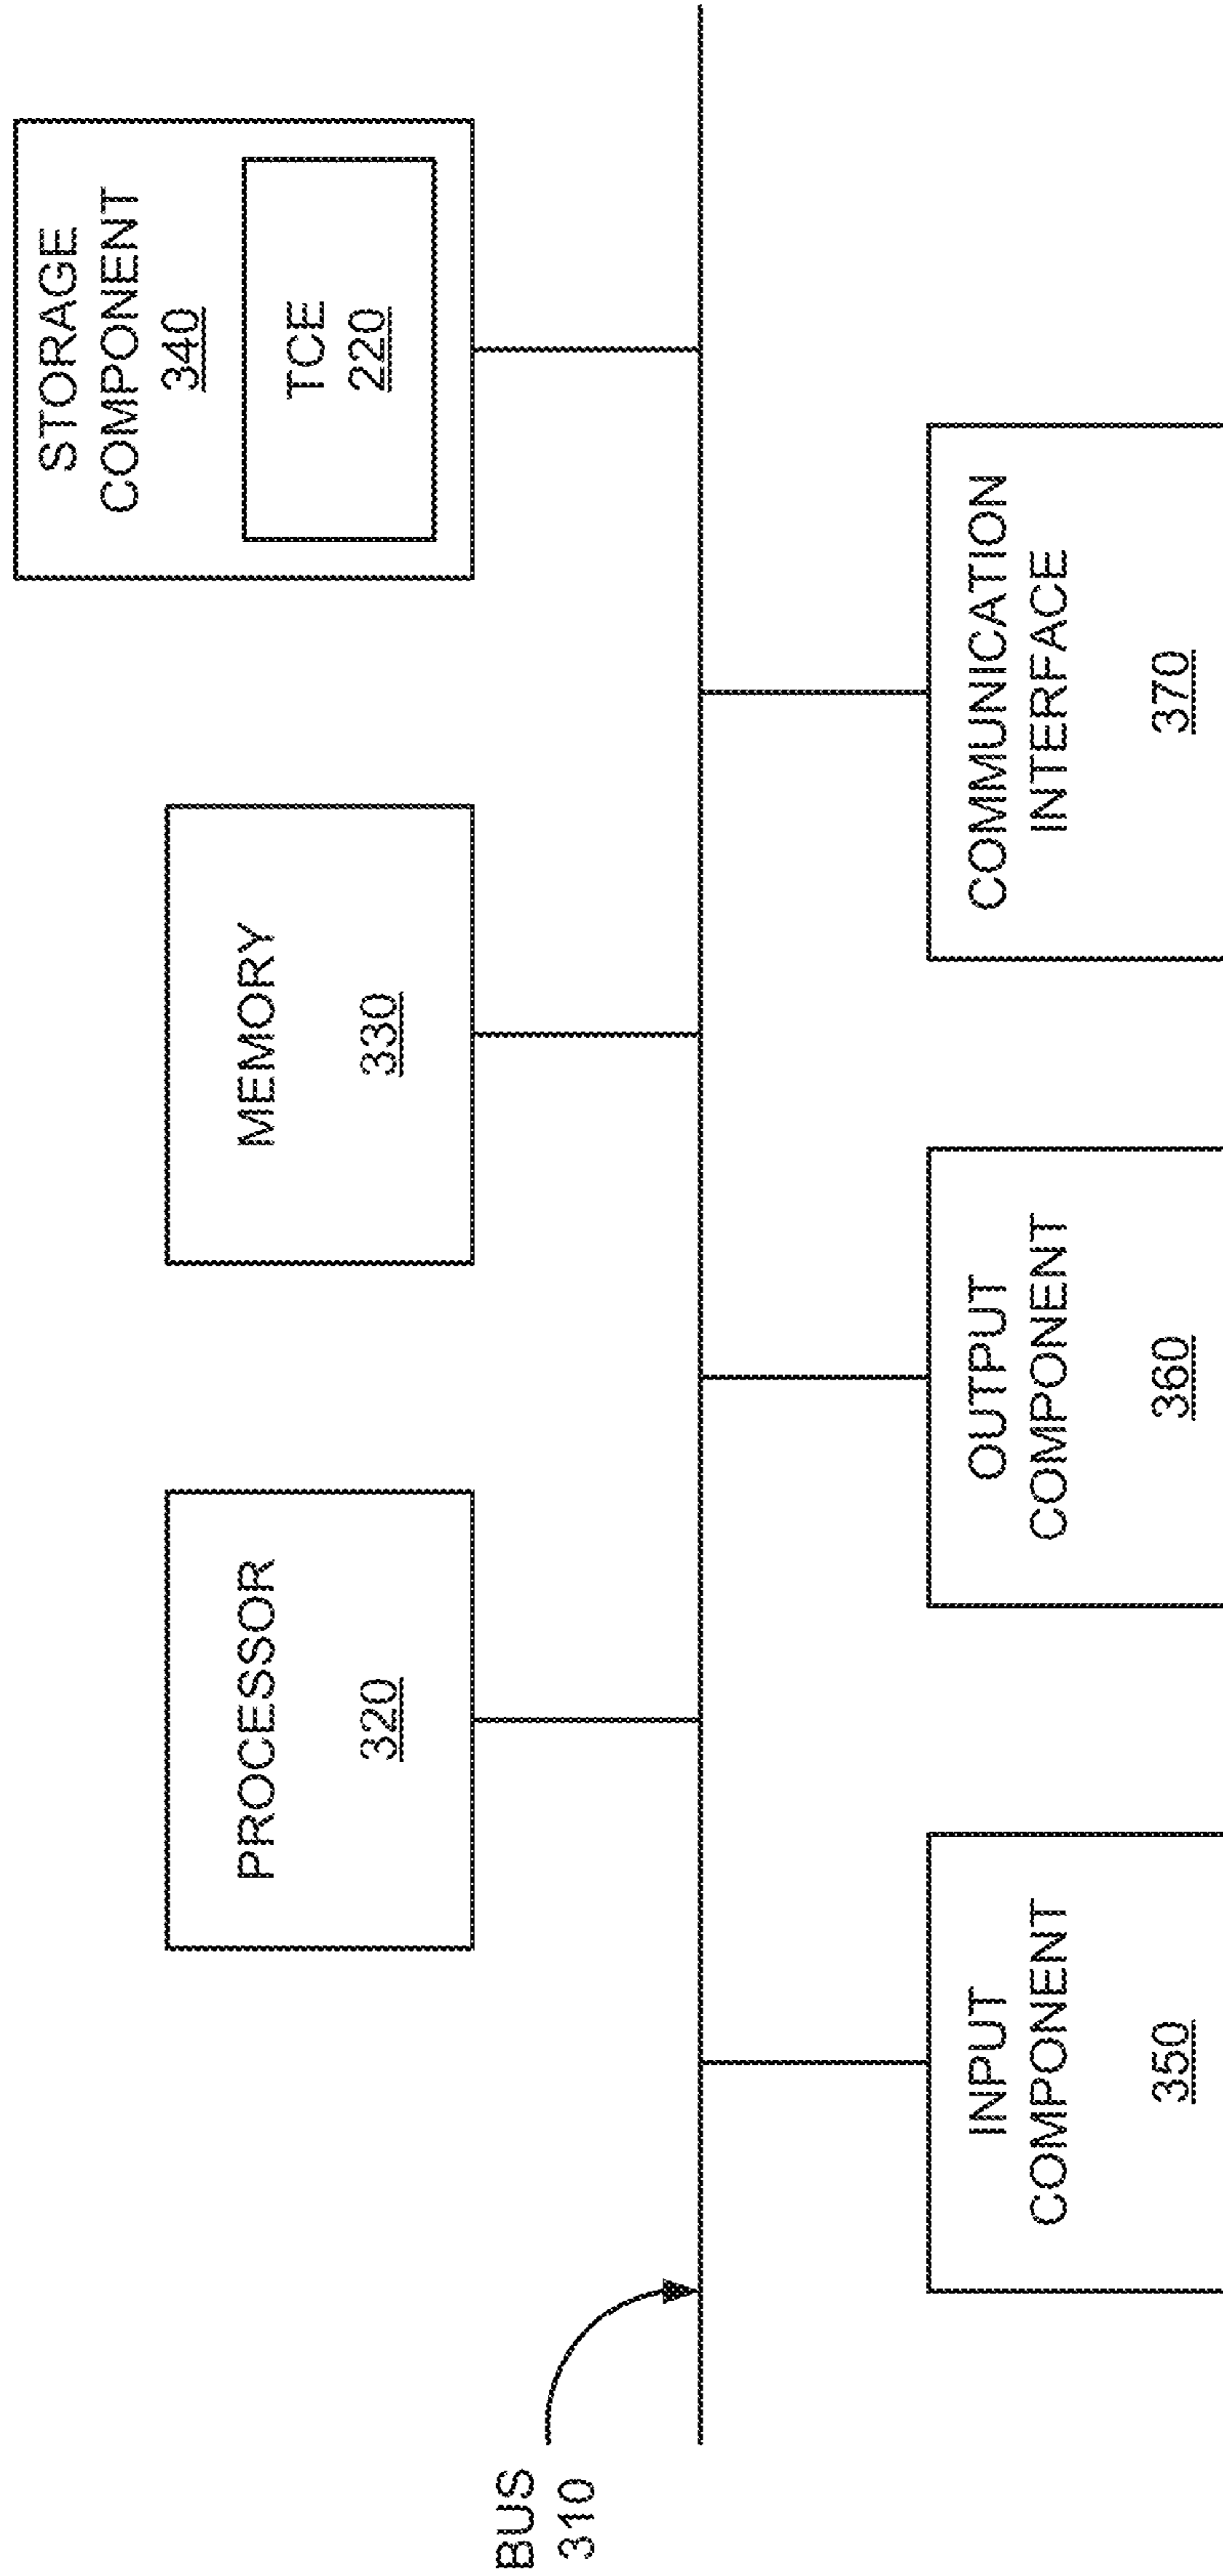 BUS
310
PROCESSOR
320
MEMORY
330
STORAGE
COMPONENT
340
TCE
220
INPUT
COMPONENT
350
OUTPUT
COMPONENT
360
COMMUNICATION
INTERFACE
370